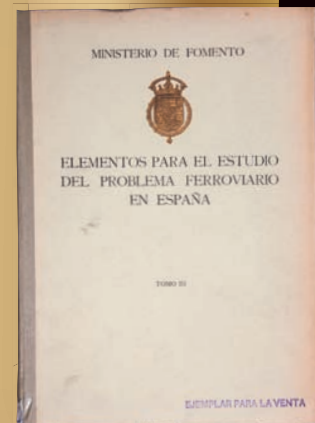 MINISTERIO DE FOMENTO
ELEMENTOS PARA EL ESTUDIO
DEL PROBLEMA FERROVIARIO
EN ESPAÑA
TOMO III
EJEMPLAR PARA LA VENTA